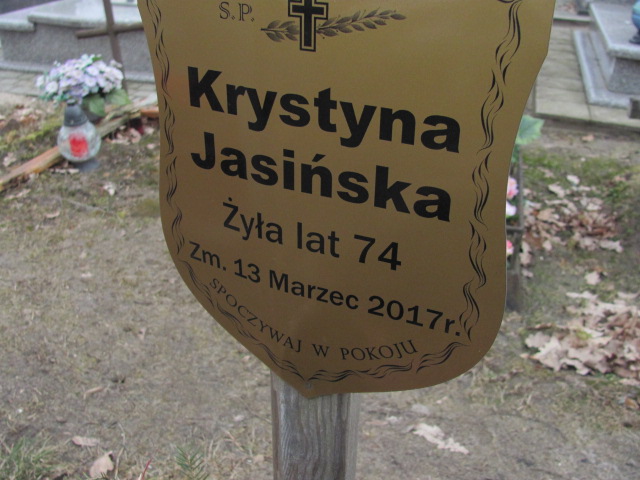 Ś.P.
Krystyna
Jasińska
Żyła lat 74
Zm. 13 Marzec 2017r.
SPOCZYWAJ W POKOJU